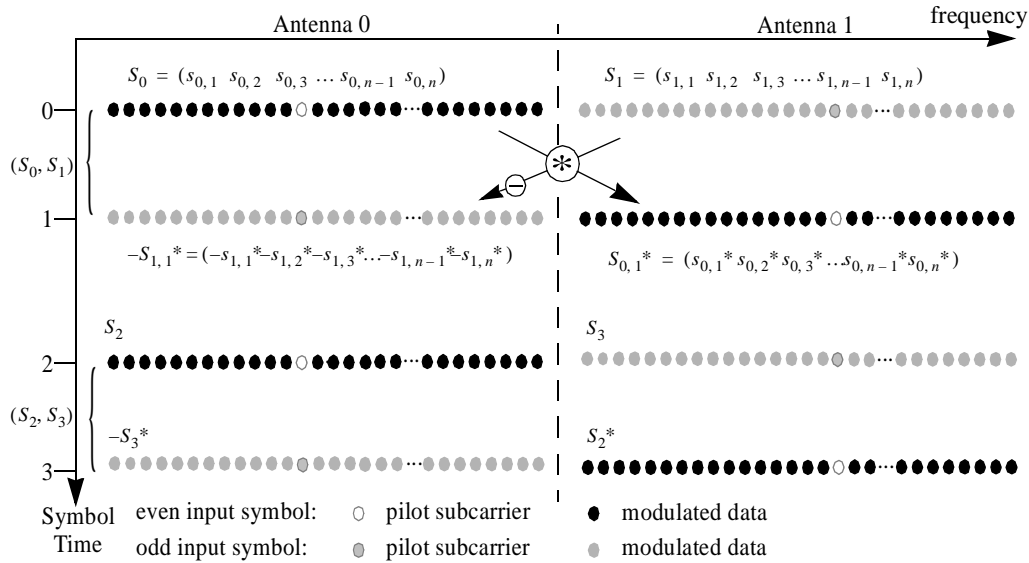 Antenna 0 Antenna 1 frequency
S0 = (s0,1 s0,2 s0,3 … s0,n−1 s0,n) S1 = (s1,1 s1,2 s1,3 … s1,n−1 s1,n)
0 ... ...
(S0, S1) *
−
1 ... ...
−S1,1* = (−s1,1*−s1,2*−s1,3*…−s1,n−1*−s1,n*) S0,1* = (s0,1* s0,2* s0,3* …s0,n−1*s0,n*)
S2 S3
2 ... ...
(S2, S3)
−S3* S2*
3 ... ...
Symbol Time
even input symbol: pilot subcarrier modulated data
odd input symbol: pilot subcarrier modulated data